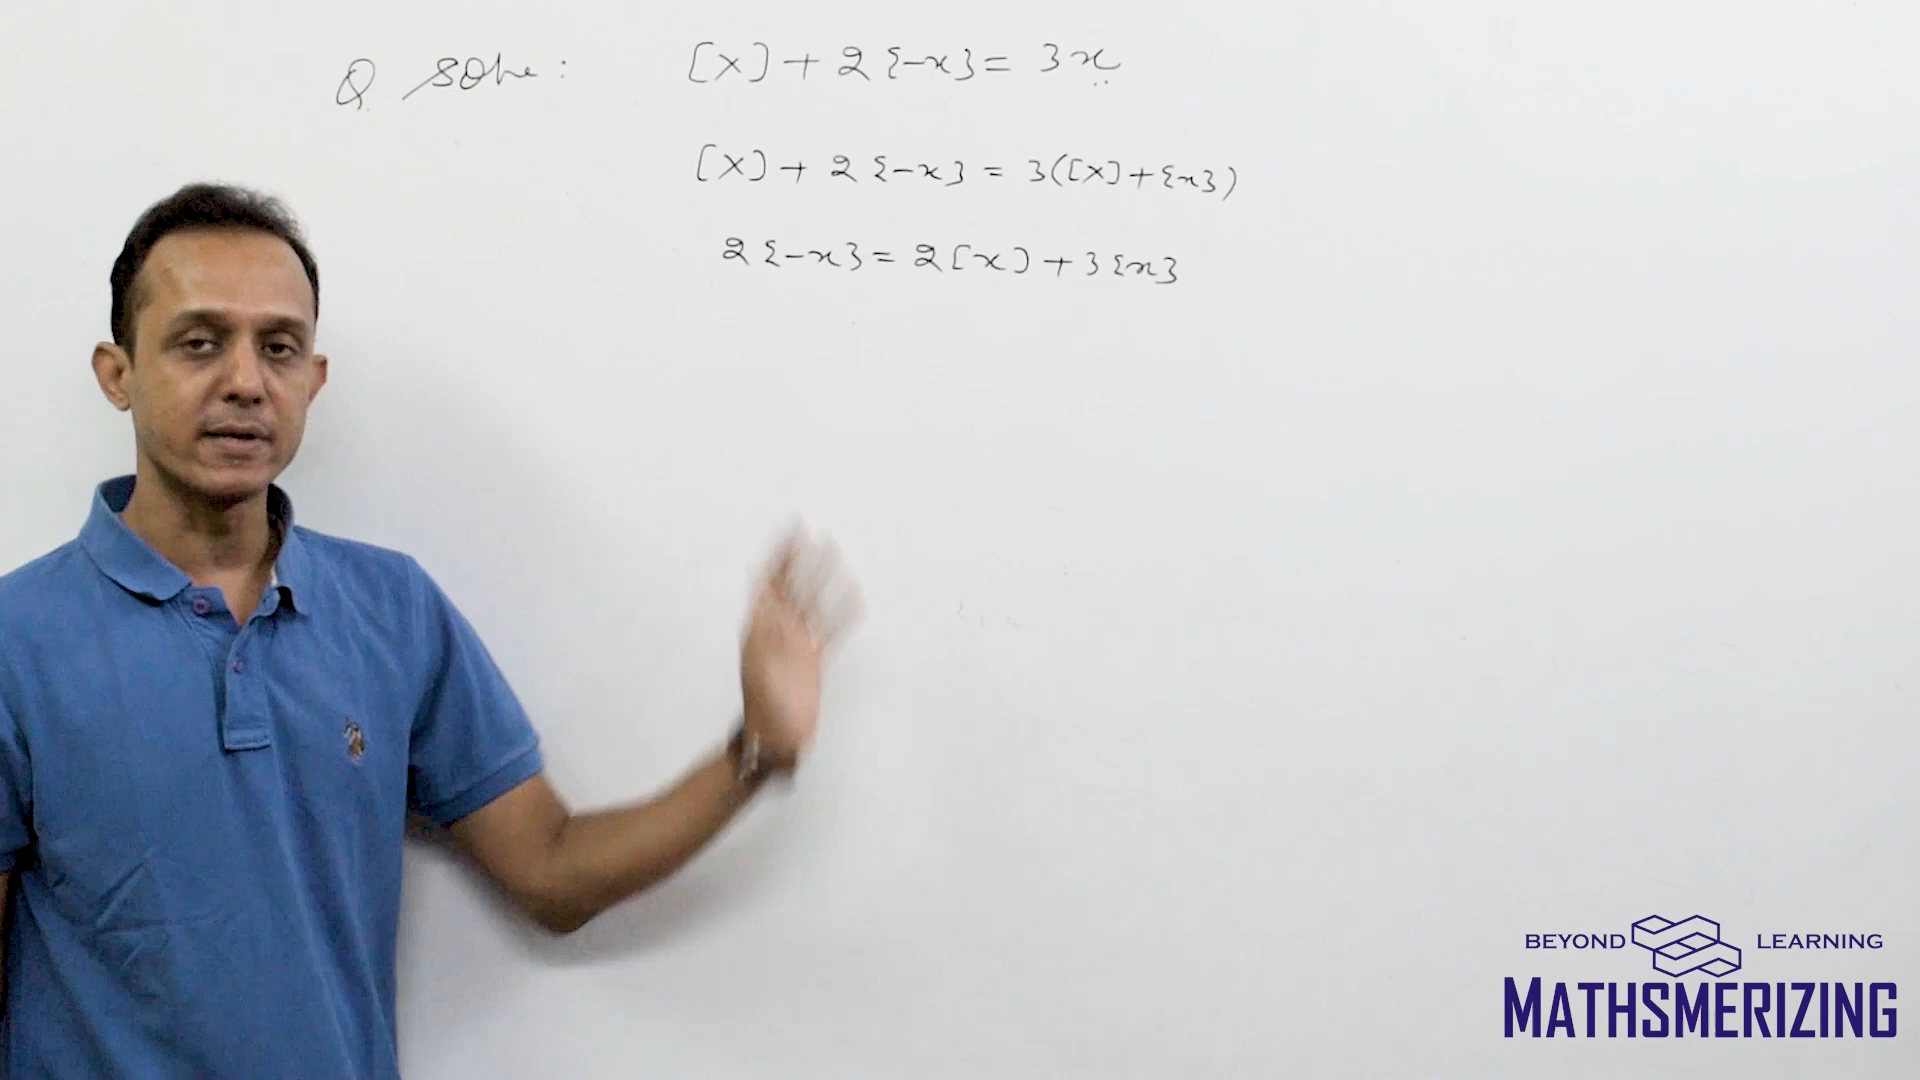 Q Solve : [x] + 2{-x} = 3x
[x] + 2{-x} = 3([x]+{x})
2{-x} = 2[x] + 3{x}
BEYOND LEARNING
MATHSMERIZING